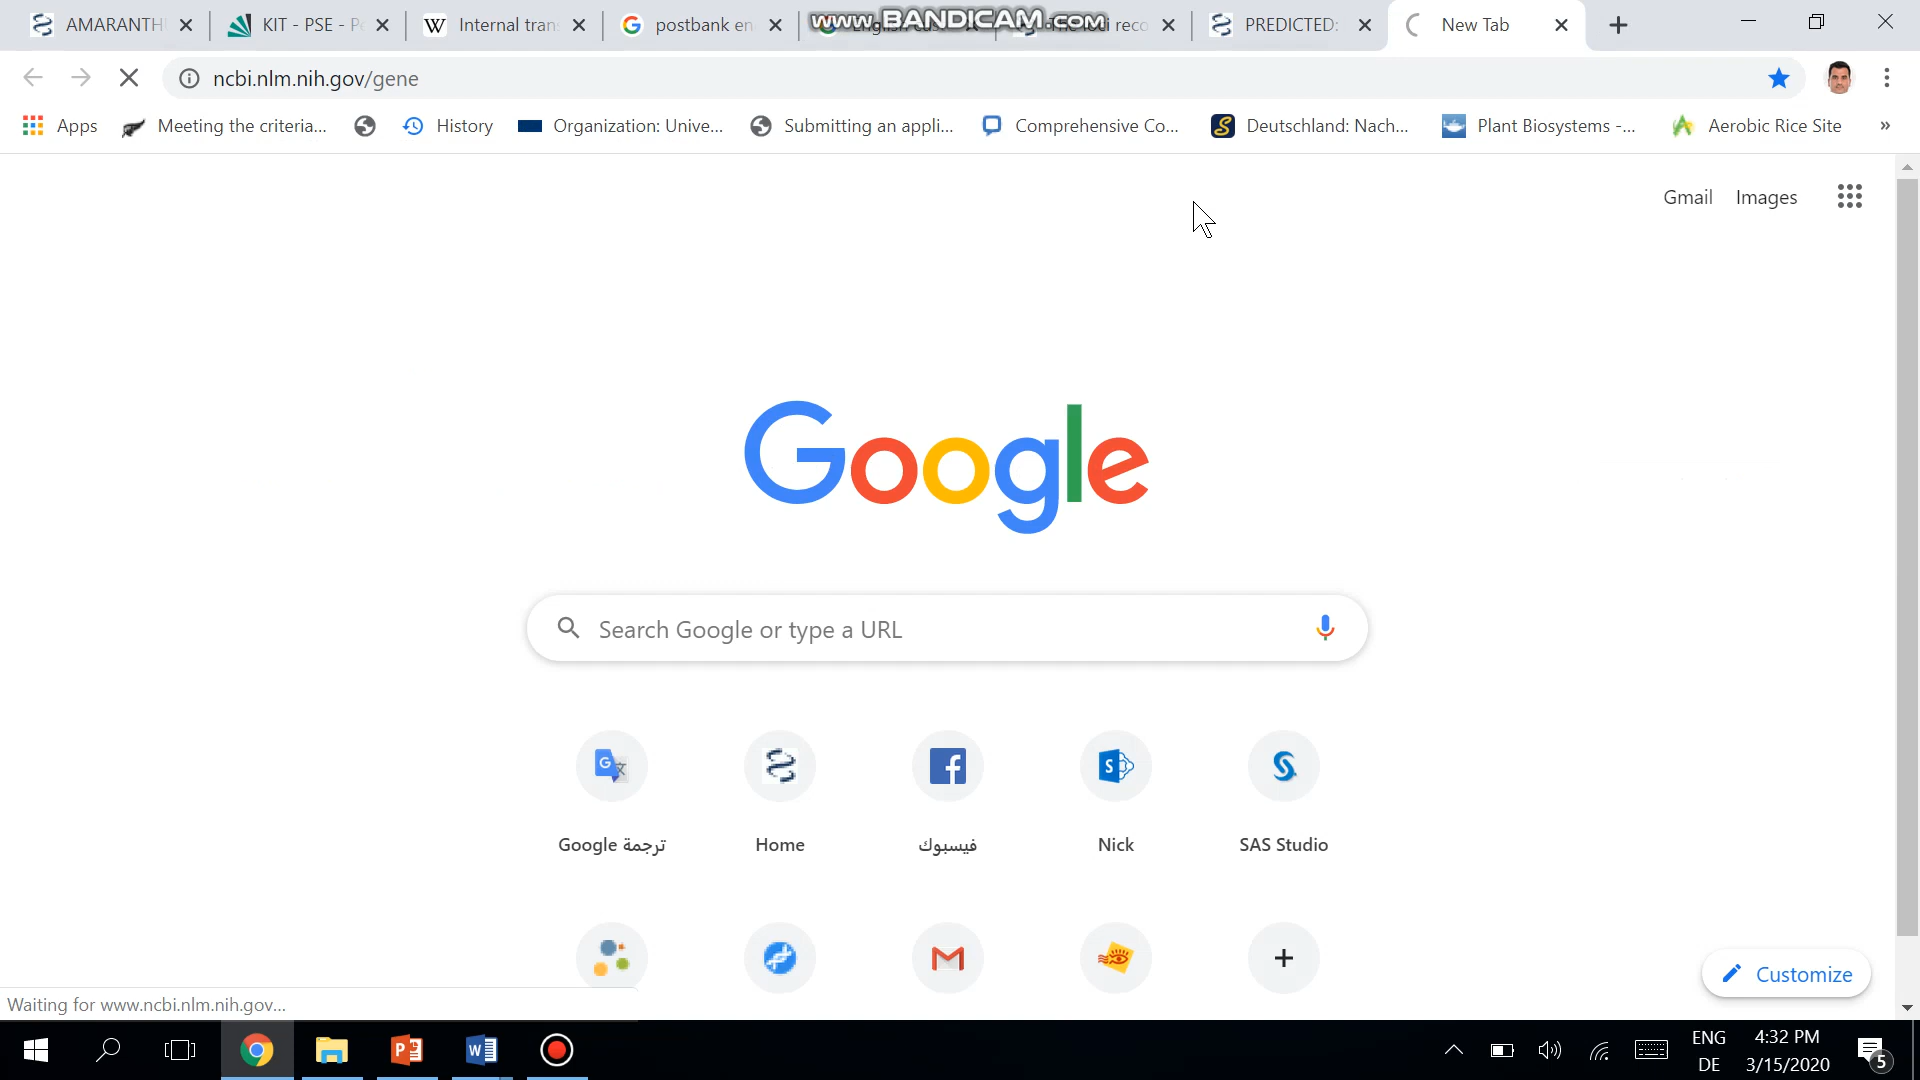 AMARANTH
KIT - PSE - P
Internal tran
postbank en
www.BANDICAM.com
PREDICTED:
New Tab
ncbi.nlm.nih.gov/gene
Apps
Meeting the criteria...
History
Organization: Unive...
Submitting an appli...
Comprehensive Co...
Deutschland: Nach...
Plant Biosystems -...
Aerobic Rice Site
»
Gmail
Images
Google
Search Google or type a URL
ترجمة Google
Home
فيسبوك
Nick
SAS Studio
Customize
Waiting for www.ncbi.nlm.nih.gov...
ENG
DE
4:32 PM
3/15/2020
5